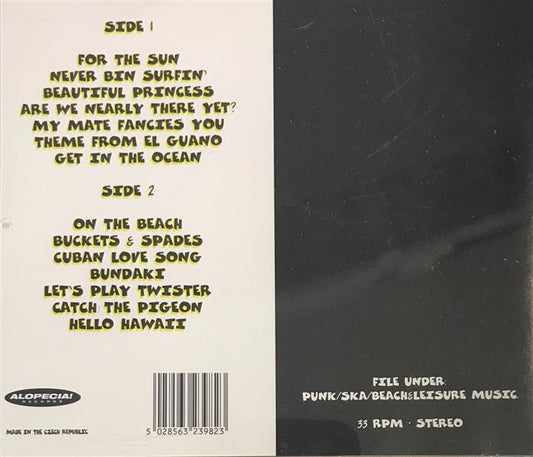 SIDE 1
FOR THE SUN
NEVER BIN SURFIN'
BEAUTIFUL PRINCESS
ARE WE NEARLY THERE YET?
MY MATE FANCIES YOU
THEME FROM EL GUANO
GET IN THE OCEAN
SIDE 2
ON THE BEACH
BUCKETS & SPADES
CUBAN LOVE SONG
BUNDAKI
LET'S PLAY TWISTER
CATCH THE PIGEON
HELLO HAWAII
ALOPECIA!
RECORDS
MADE IN THE CZECH REPUBLIC
5 028563 239823
FILE UNDER:
PUNK/SKA/BEACH&LEISURE MUSIC.
33 RPM · STEREO